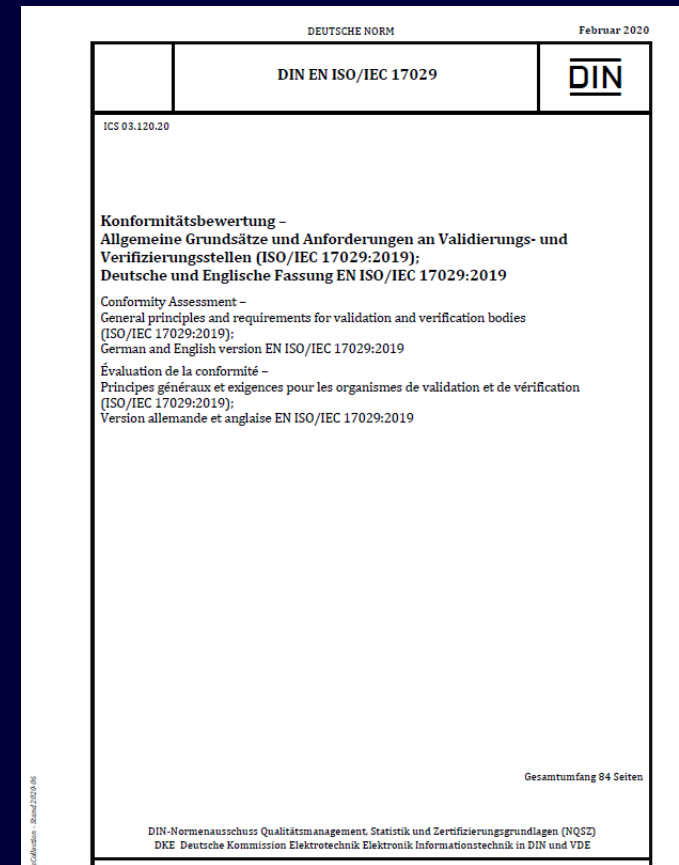 DEUTSCHE NORM
Februar 2020
DIN EN ISO/IEC 17029
DIN
ICS 03.120.20
Konformitätsbewertung –
Allgemeine Grundsätze und Anforderungen an Validierungs- und
Verifizierungsstellen (ISO/IEC 17029:2019);
Deutsche und Englische Fassung EN ISO/IEC 17029:2019
Conformity Assessment –
General principles and requirements for validation and verification bodies
(ISO/IEC 17029:2019);
German and English version EN ISO/IEC 17029:2019
Évaluation de la conformité –
Principes généraux et exigences pour les organismes de validation et de vérification
(ISO/IEC 17029:2019);
Version allemande et anglaise EN ISO/IEC 17029:2019
Gesamtumfang 84 Seiten
DIN-Normenausschuss Qualitätsmanagement, Statistik und Zertifizierungsgrundlagen (NQSZ)
DKE Deutsche Kommission Elektrotechnik Elektronik Informationstechnik in DIN und VDE
Collection - Stand 2020-06